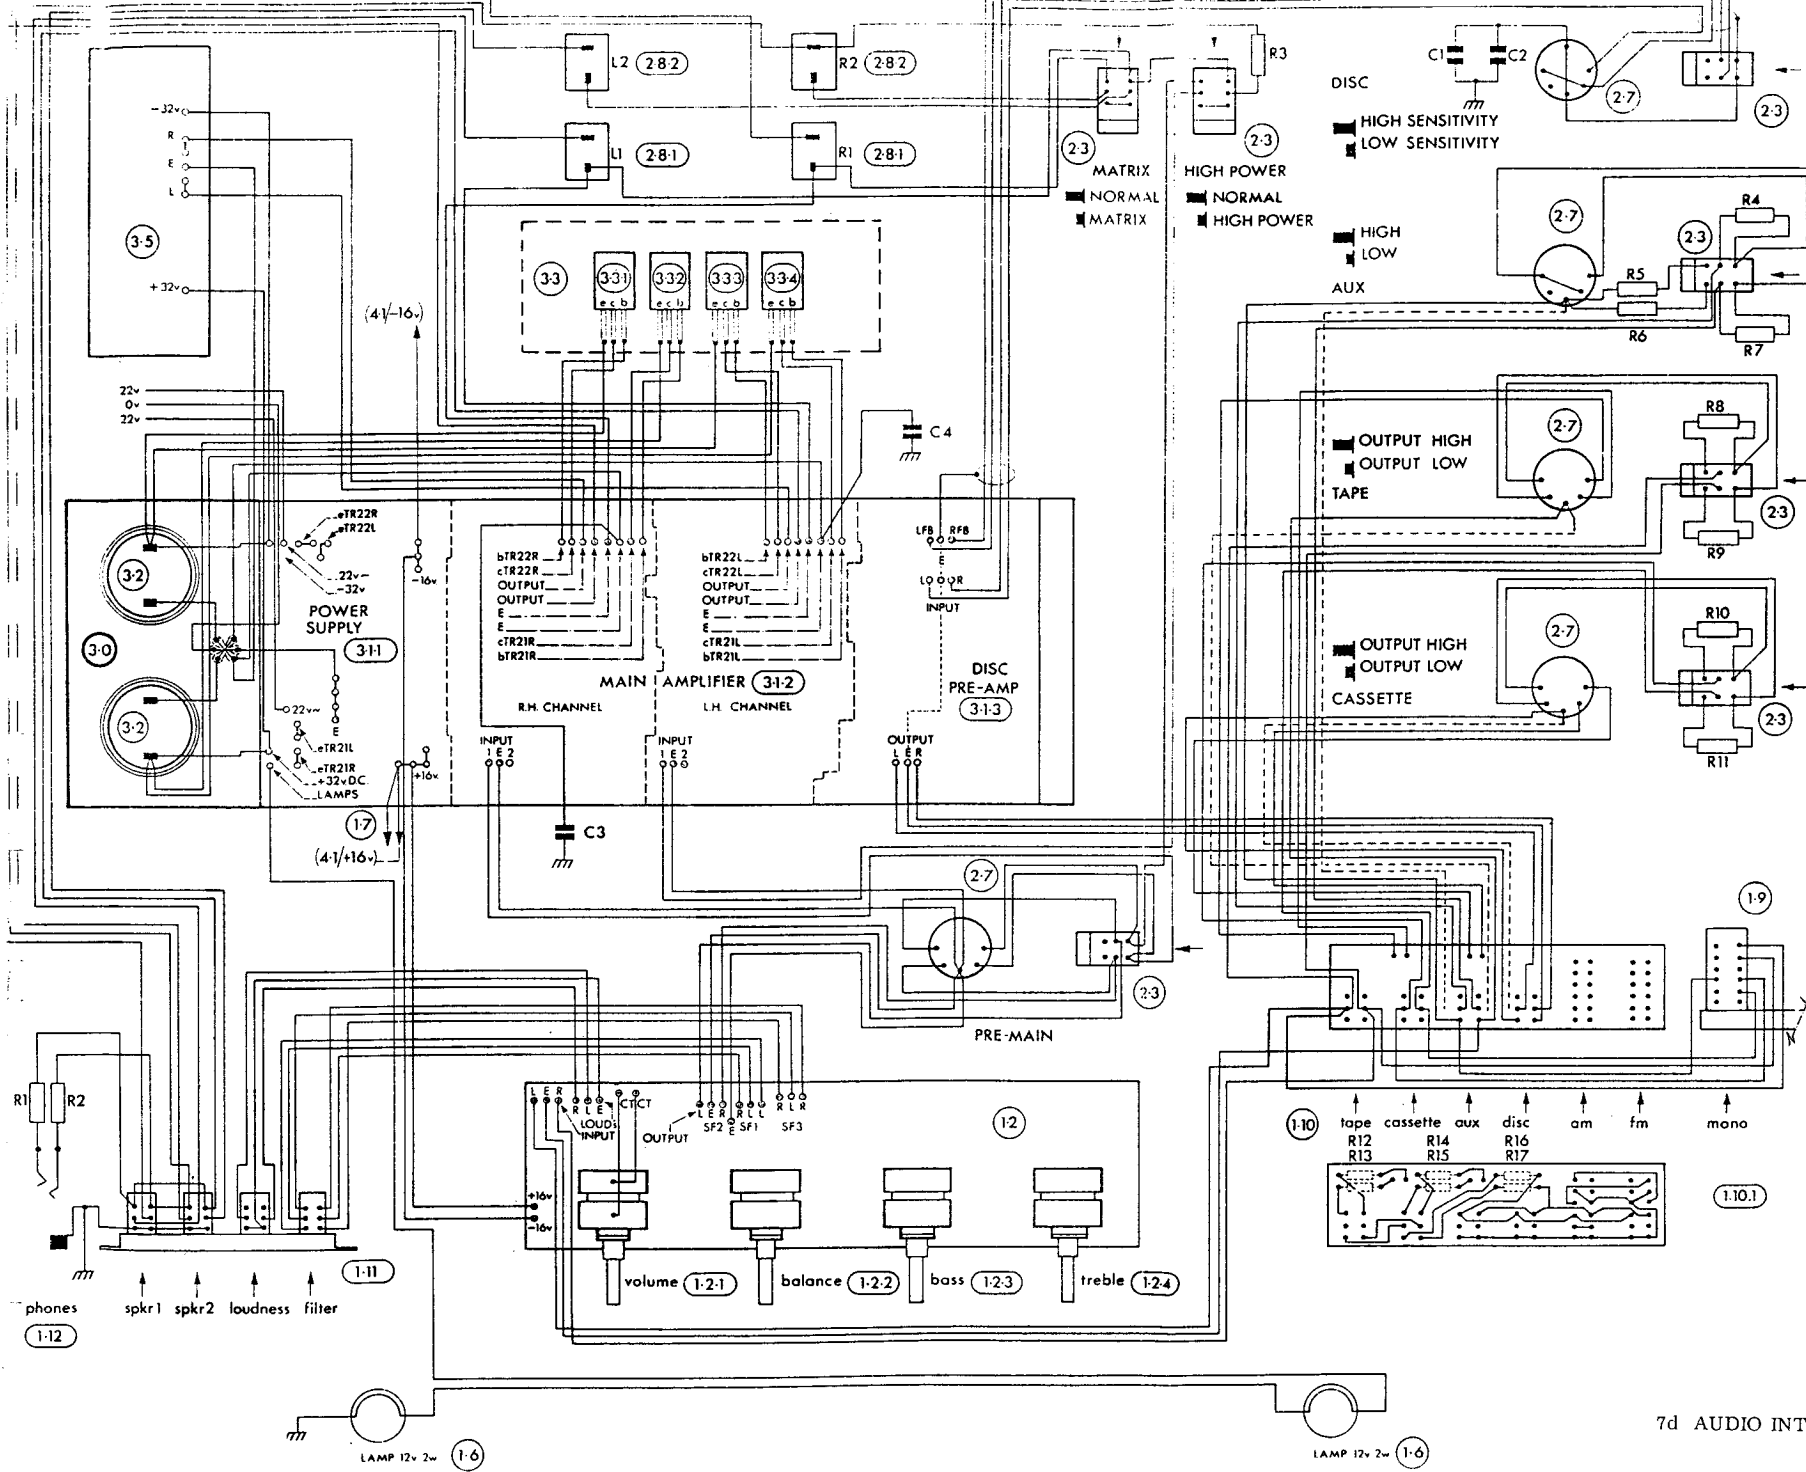 L2 2·8·2
R2 2·8·2
R3
C1
C2
DISC
2·7
2·3
HIGH SENSITIVITY
LOW SENSITIVITY
-32v
R
E
L
3·5
+32v
L1 2·8·1
R1 2·8·1
2·3
2·3
MATRIX
NORMAL
MATRIX
HIGH POWER
NORMAL
HIGH POWER
2·7
R4
2·3
HIGH
LOW
AUX
R5
R6
R7
3·3
3·3·1
3·3·2
3·3·3
3·3·4
e c b
e c b
e c b
e c b
(4·1/-16v)
22v
0v
22v
C4
OUTPUT HIGH
OUTPUT LOW
TAPE
2·7
R8
2·3
R9
3·2
eTR22R
eTR22L
22v~
-32v
-16v
POWER
SUPPLY
3·1·1
3·0
3·2
22v~
E
eTR21L
eTR21R
+32v D.C.
LAMPS
+16v
bTR22R
cTR22R
OUTPUT
OUTPUT
E
E
cTR21R
bTR21R
bTR22L
cTR22L
OUTPUT
OUTPUT
E
E
cTR21L
bTR21L
MAIN AMPLIFIER 3·1·2
R.H. CHANNEL
L.H. CHANNEL
LFB RFB
E
L R
INPUT
DISC
PRE-AMP
3·1·3
INPUT
1 E 2
INPUT
1 E 2
OUTPUT
L E R
OUTPUT HIGH
OUTPUT LOW
CASSETTE
2·7
R10
2·3
R11
1·7
(4·1/+16v)
C3
2·7
2·3
PRE-MAIN
1·9
R1
R2
L E R
R L E
LOUDS
INPUT
CT CT
OUTPUT
L E R
SF2
E
R L L
SF1
R L R
SF3
1·2
+16v
-16v
volume 1·2·1
balance 1·2·2
bass 1·2·3
treble 1·2·4
1·10
tape
cassette
aux
disc
am
fm
mono
R12
R13
R14
R15
R16
R17
1·10.1
1·11
phones
1·12
spkr1
spkr2
loudness
filter
LAMP 12v 2w 1·6
LAMP 12v 2w 1·6
7d AUDIO INT